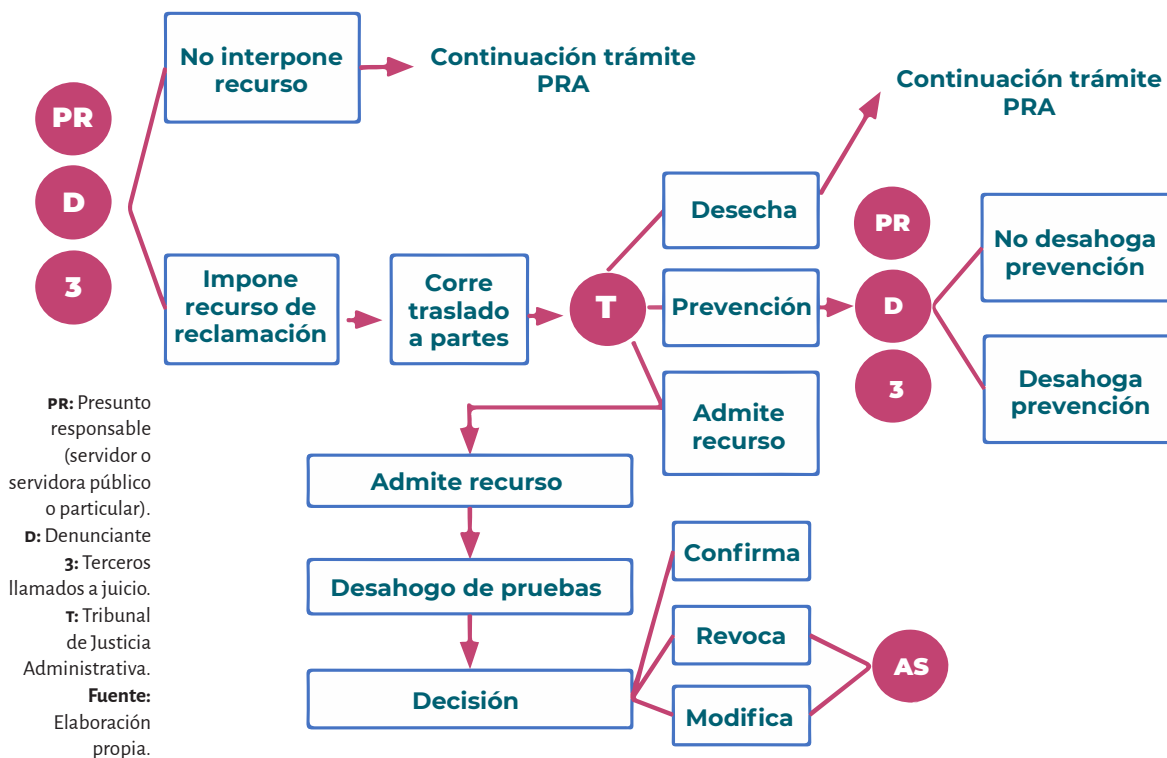 PR
D
3
No interpone
recurso
Continuación trámite
PRA
Impone
recurso de
reclamación
Corre
traslado
a partes
T
Desecha
Continuación trámite
PRA
Prevención
PR
D
3
No desahoga
prevención
Desahoga
prevención
Admite
recurso
Admite recurso
Desahogo de pruebas
Decisión
Confirma
Revoca
Modifica
AS
PR: Presunto
responsable
(servidor o
servidora público
o particular).
D: Denunciante
3: Terceros
llamados a juicio.
T: Tribunal
de Justicia
Administrativa.
Fuente:
Elaboración
propia.